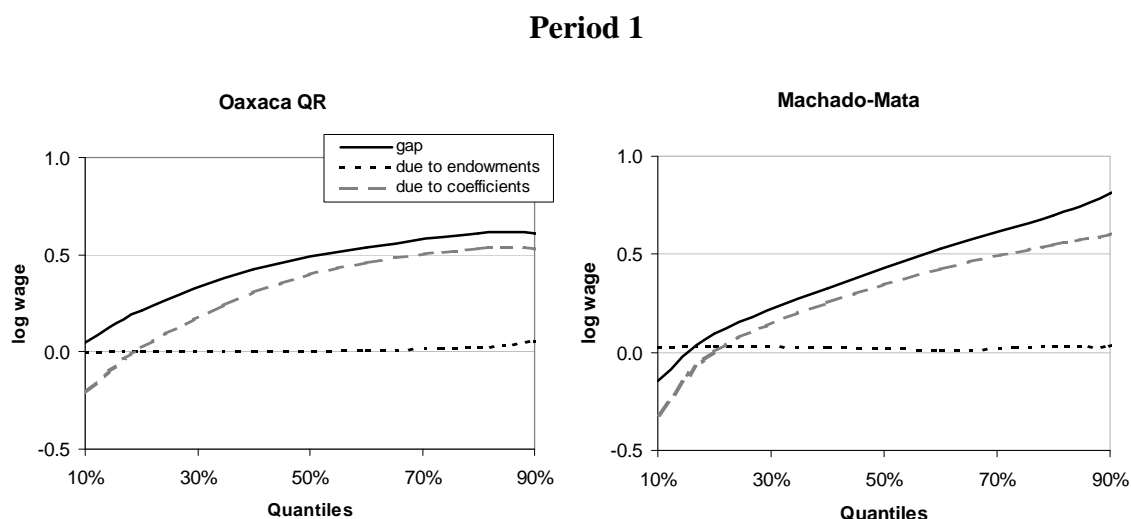 Period 1
Oaxaca QR
gap
due to endowments
due to coefficients
1.0
0.5
0.0
-0.5
log wage
10%
30%
50%
70%
90%
Quantiles
Machado-Mata
1.0
0.5
0.0
-0.5
log wage
10%
30%
50%
70%
90%
Quantiles